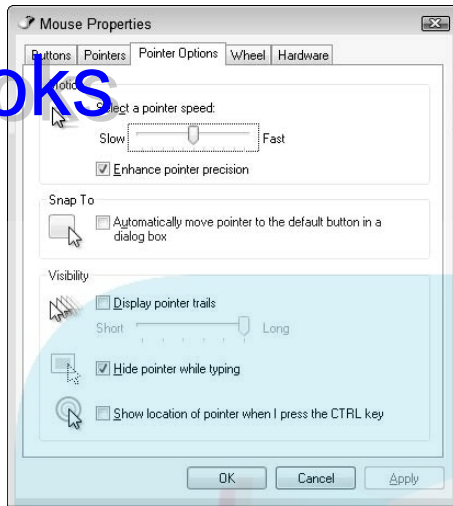 Mouse Properties
Buttons Pointers Pointer Options Wheel Hardware
oks
Motion
Select a pointer speed:
Slow Fast
Enhance pointer precision
Snap To
Automatically move pointer to the default button in a
dialog box
Visibility
Display pointer trails
Short Long
Hide pointer while typing
Show location of pointer when I press the CTRL key
OK Cancel Apply